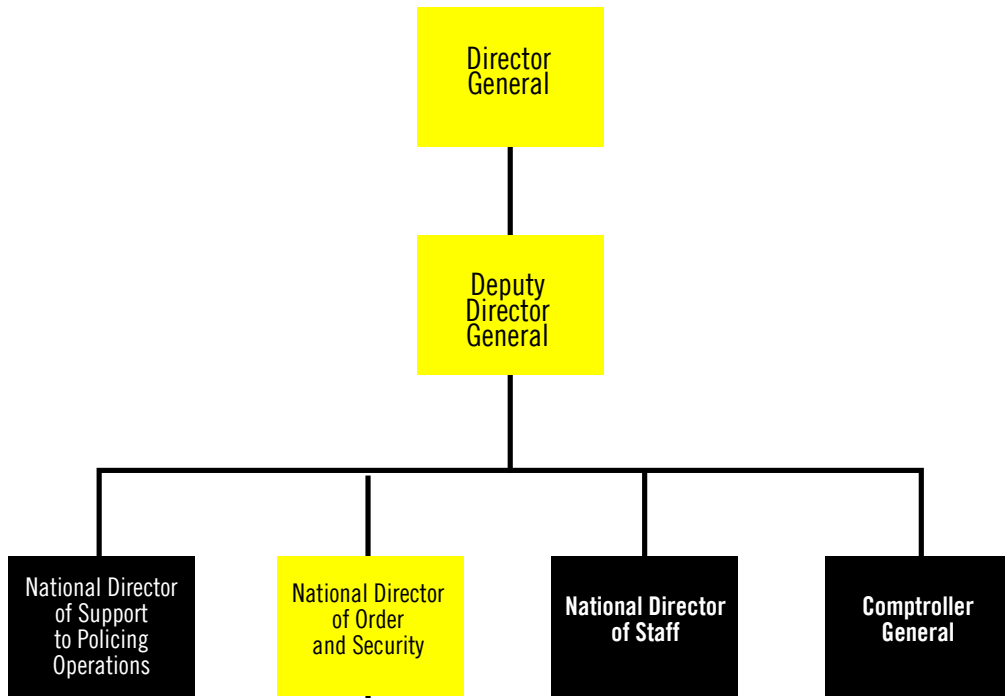 Director
General
Deputy
Director
General
National Director
of Support
to Policing
Operations
National Director
of Order
and Security
National Director
of Staff
Comptroller
General